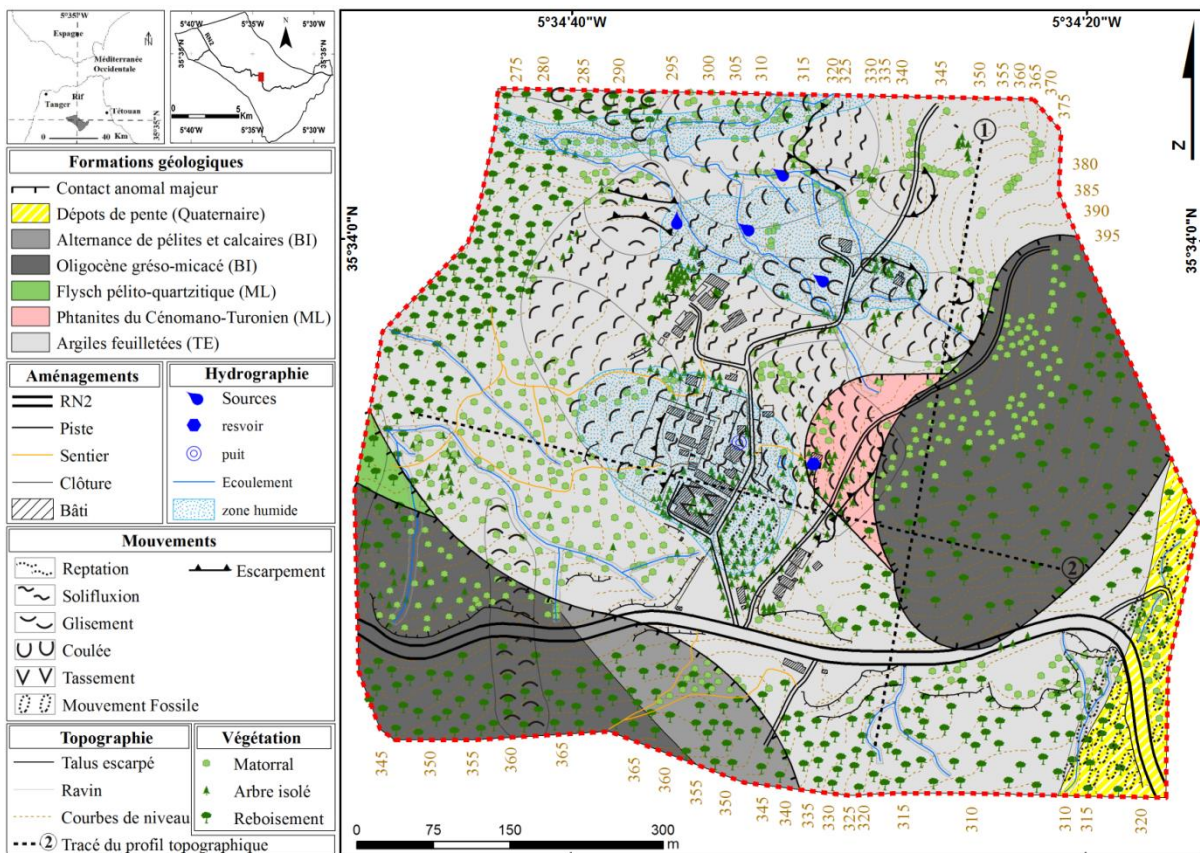 5°35'W
Espagne
N
Méditerranée
Occidentale
Rif
Tanger
Tétouan
35°35'N
0 40 Km
5°40'W 5°35'W 5°30'W
RN2
35°35'N
35°35'N
0 5
Km
5°40'W 5°35'W 5°30'W
Formations géologiques
Contact anomal majeur
Dépots de pente (Quaternaire)
Alternance de pélites et calcaires (BI)
Oligocène gréso-micacé (BI)
Flysch pélito-quartzitique (ML)
Phtanites du Cénomano-Turonien (ML)
Argiles feuilletées (TE)
Aménagements
RN2
Piste
Sentier
Clôture
Bâti
Hydrographie
Sources
resvoir
puit
Ecoulement
zone humide
Mouvements
Reptation
Escarpement
Solifluxion
Glisement
Coulée
Tassement
Mouvement Fossile
Topographie
Talus escarpé
Ravin
Courbes de niveau
2 Tracé du profil topographique
Végétation
Matorral
Arbre isolé
Reboisement
5°34'40"W 5°34'20"W
275 280 285 290 295 300 305 310 315 320 325 330 335 340 345 350 355 360 365 370 375
N
1
380
385
390
395
35°34'0"N
35°34'0"N
2
345 350 355 360 365 365 360 355 350 345 340 335 330 325 320 315 310 310 315 320
0 75 150 300
m